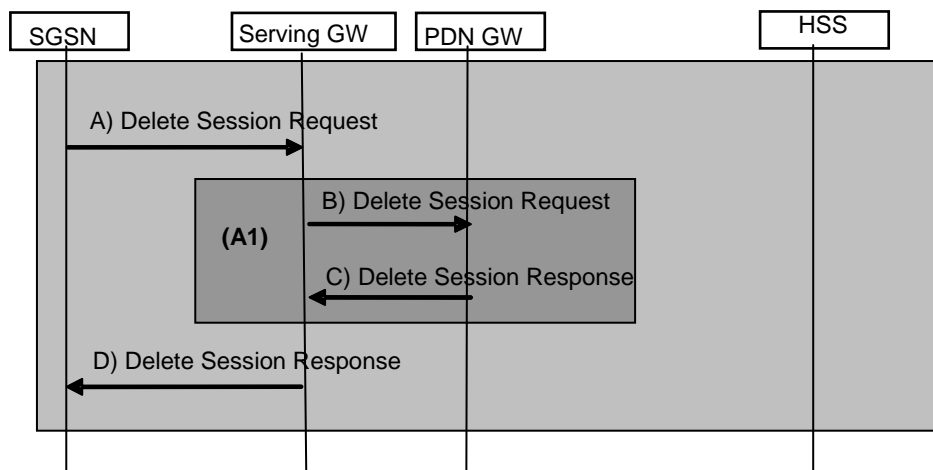 SGSN
Serving GW
PDN GW
HSS
A) Delete Session Request
B) Delete Session Request
(A1)
C) Delete Session Response
D) Delete Session Response